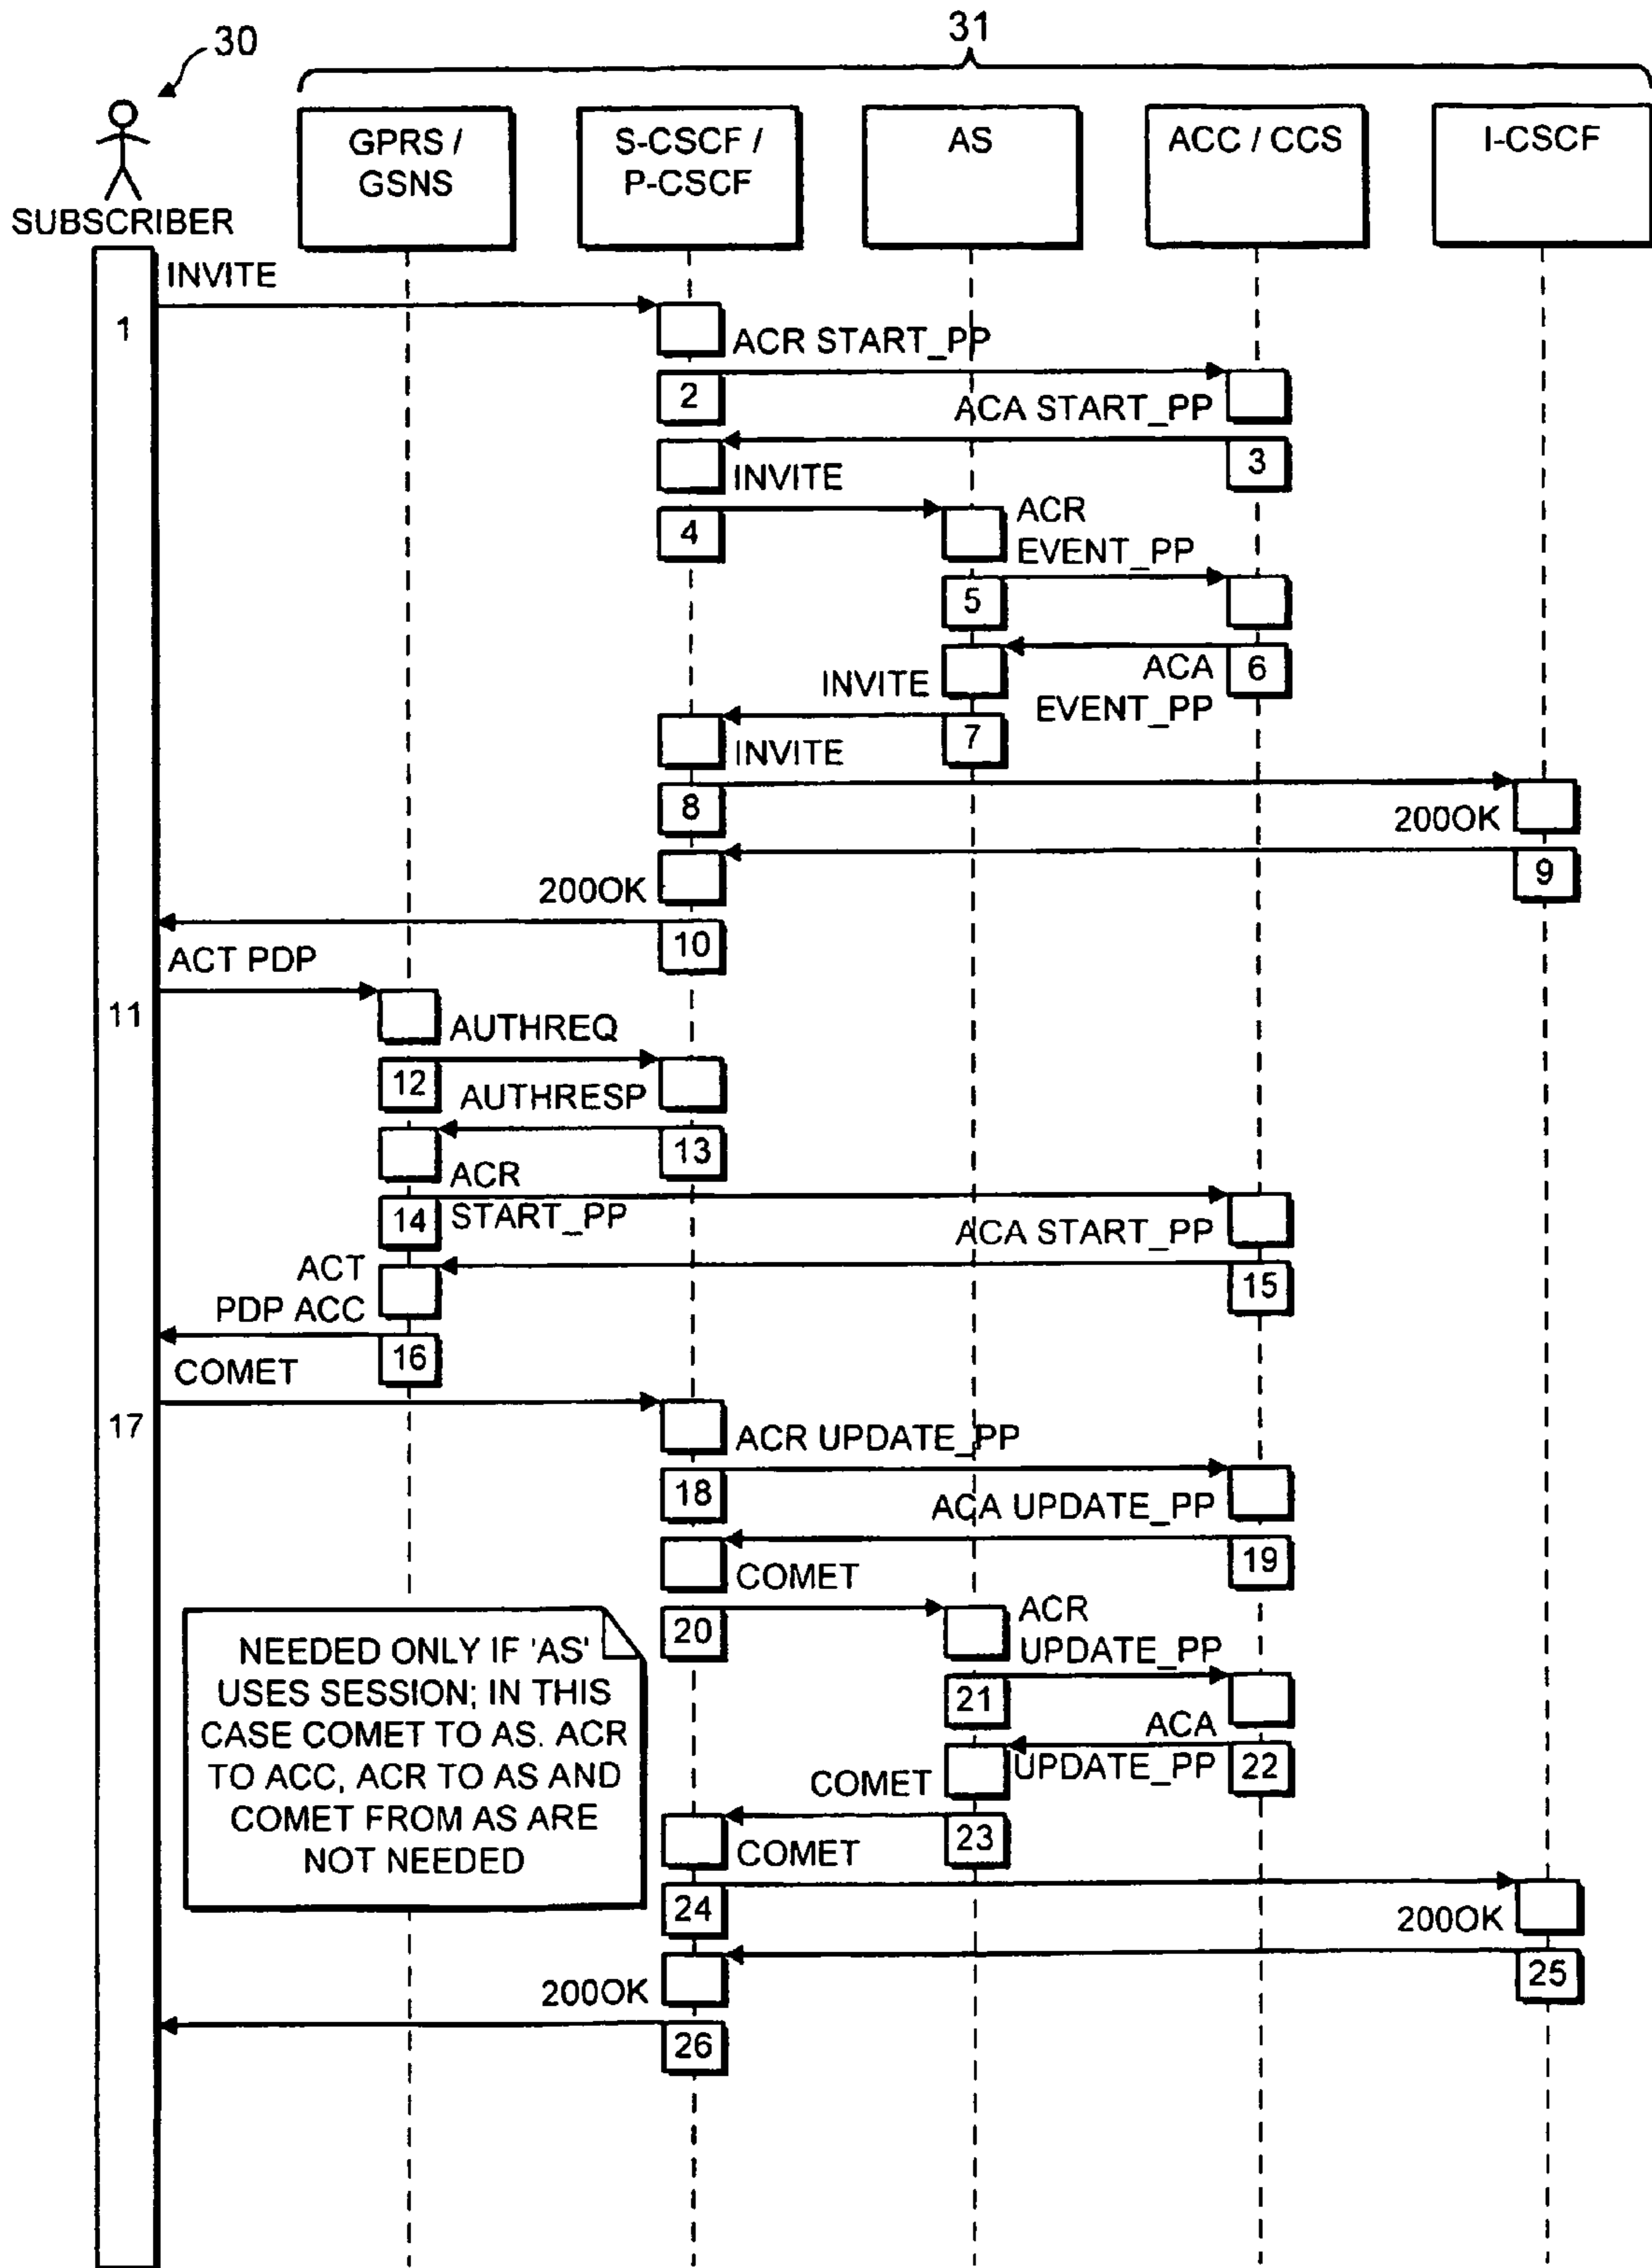 30
31
SUBSCRIBER
GPRS /
GSNS
S-CSCF /
P-CSCF
AS
ACC / CCS
I-CSCF
INVITE
1
ACR START_PP
2
ACA START_PP
3
INVITE
4
ACR
EVENT_PP
5
ACA
EVENT_PP
6
INVITE
7
INVITE
8
200OK
9
200OK
10
ACT PDP
11
AUTHREQ
12
AUTHRESP
13
ACR
START_PP
14
ACA START_PP
15
ACT
PDP ACC
16
COMET
17
ACR UPDATE_PP
18
ACA UPDATE_PP
19
COMET
20
ACR
UPDATE_PP
21
ACA
UPDATE_PP
22
COMET
23
COMET
24
200OK
25
200OK
26
NEEDED ONLY IF 'AS'
USES SESSION; IN THIS
CASE COMET TO AS. ACR
TO ACC, ACR TO AS AND
COMET FROM AS ARE
NOT NEEDED